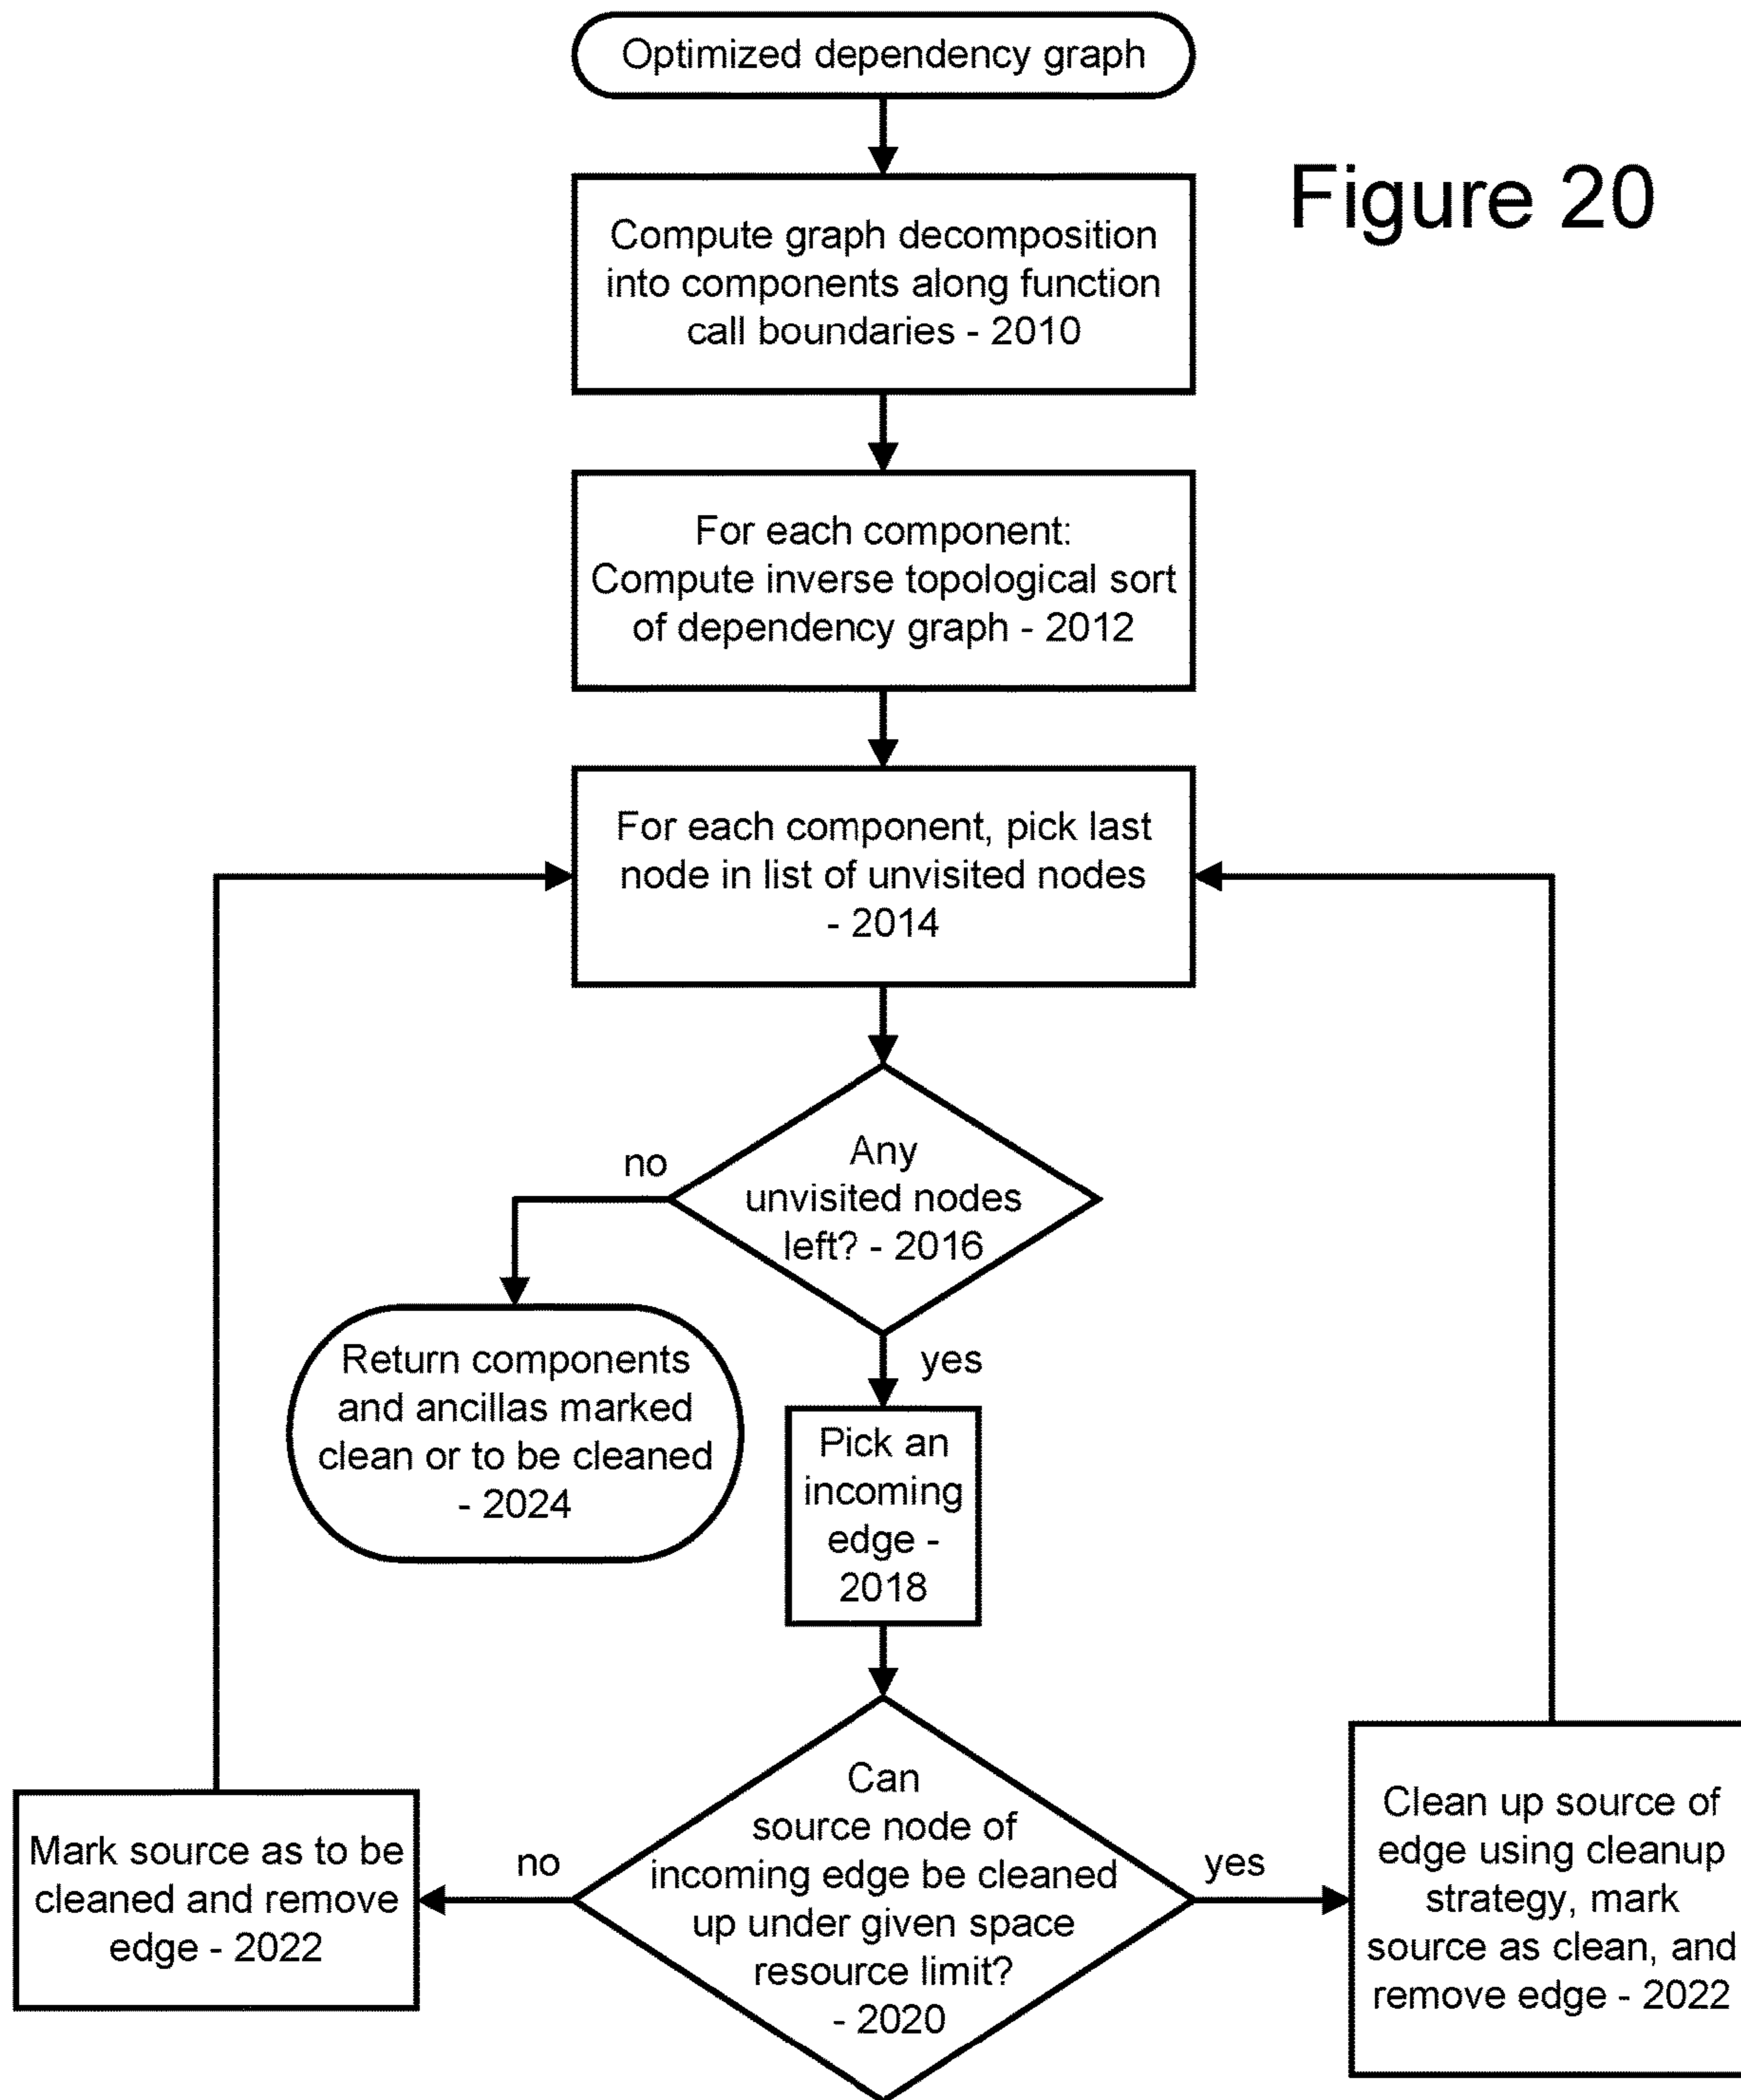 Optimized dependency graph
Figure 20
Compute graph decomposition
into components along function
call boundaries - 2010
For each component:
Compute inverse topological sort
of dependency graph - 2012
For each component, pick last
node in list of unvisited nodes
- 2014
Any
unvisited nodes
left? - 2016
no
yes
Return components
and ancillas marked
clean or to be cleaned
- 2024
Pick an
incoming
edge -
2018
Can
source node of
incoming edge be cleaned
up under given space
resource limit?
- 2020
no
yes
Mark source as to be
cleaned and remove
edge - 2022
Clean up source of
edge using cleanup
strategy, mark
source as clean, and
remove edge - 2022